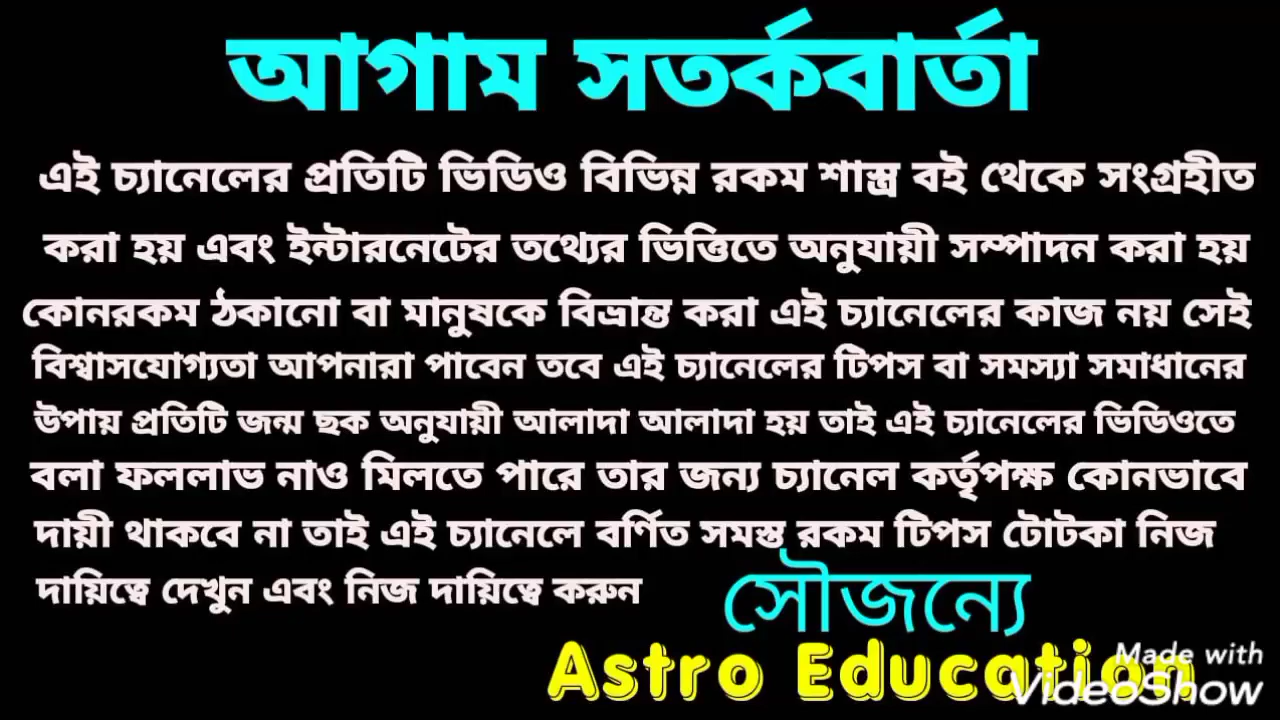 আগাম সতর্কবার্তা
এই চ্যানেলের প্রতিটি ভিডিও বিভিন্ন রকম শাস্ত্র বই থেকে সংগ্রহীত
করা হয় এবং ইন্টারনেটের তথ্যের ভিত্তিতে অনুযায়ী সম্পাদন করা হয়
কোনরকম ঠকানো বা মানুষকে বিভ্রান্ত করা এই চ্যানেলের কাজ নয় সেই
বিশ্বাসযোগ্যতা আপনারা পাবেন তবে এই চ্যানেলের টিপস বা সমস্যা সমাধানের
উপায় প্রতিটি জন্ম ছক অনুযায়ী আলাদা আলাদা হয় তাই এই চ্যানেলের ভিডিওতে
বলা ফললাভ নাও মিলতে পারে তার জন্য চ্যানেল কর্তৃপক্ষ কোনভাবে
দায়ী থাকবে না তাই এই চ্যানেলে বর্ণিত সমস্ত রকম টিপস টোটকা নিজ
দায়িত্বে দেখুন এবং নিজ দায়িত্বে করুন
সৌজন্যে
Astro Education
Made with
VideoShow